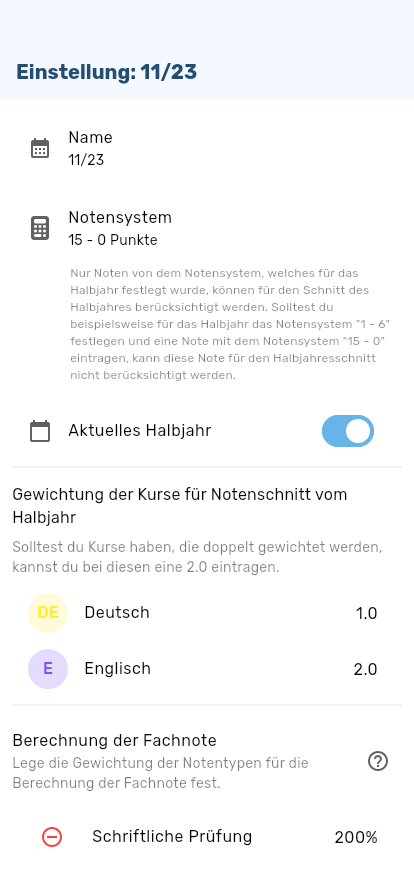 Einstellung: 11/23
Name
11/23
Notensystem
15 - 0 Punkte
Nur Noten von dem Notensystem, welches für das
Halbjahr festlegt wurde, können für den Schnitt des
Halbjahres berücksichtigt werden. Solltest du
beispielsweise für das Halbjahr das Notensystem "1 - 6"
festlegen und eine Note mit dem Notensystem "15 - 0"
eintragen, kann diese Note für den Halbjahresschnitt
nicht berücksichtigt werden.
Aktuelles Halbjahr
Gewichtung der Kurse für Notenschnitt vom
Halbjahr
Solltest du Kurse haben, die doppelt gewichtet werden,
kannst du bei diesen eine 2.0 eintragen.
DE Deutsch 1.0
E Englisch 2.0
Berechnung der Fachnote
Lege die Gewichtung der Notentypen für die
Berechnung der Fachnote fest.
Schriftliche Prüfung 200%